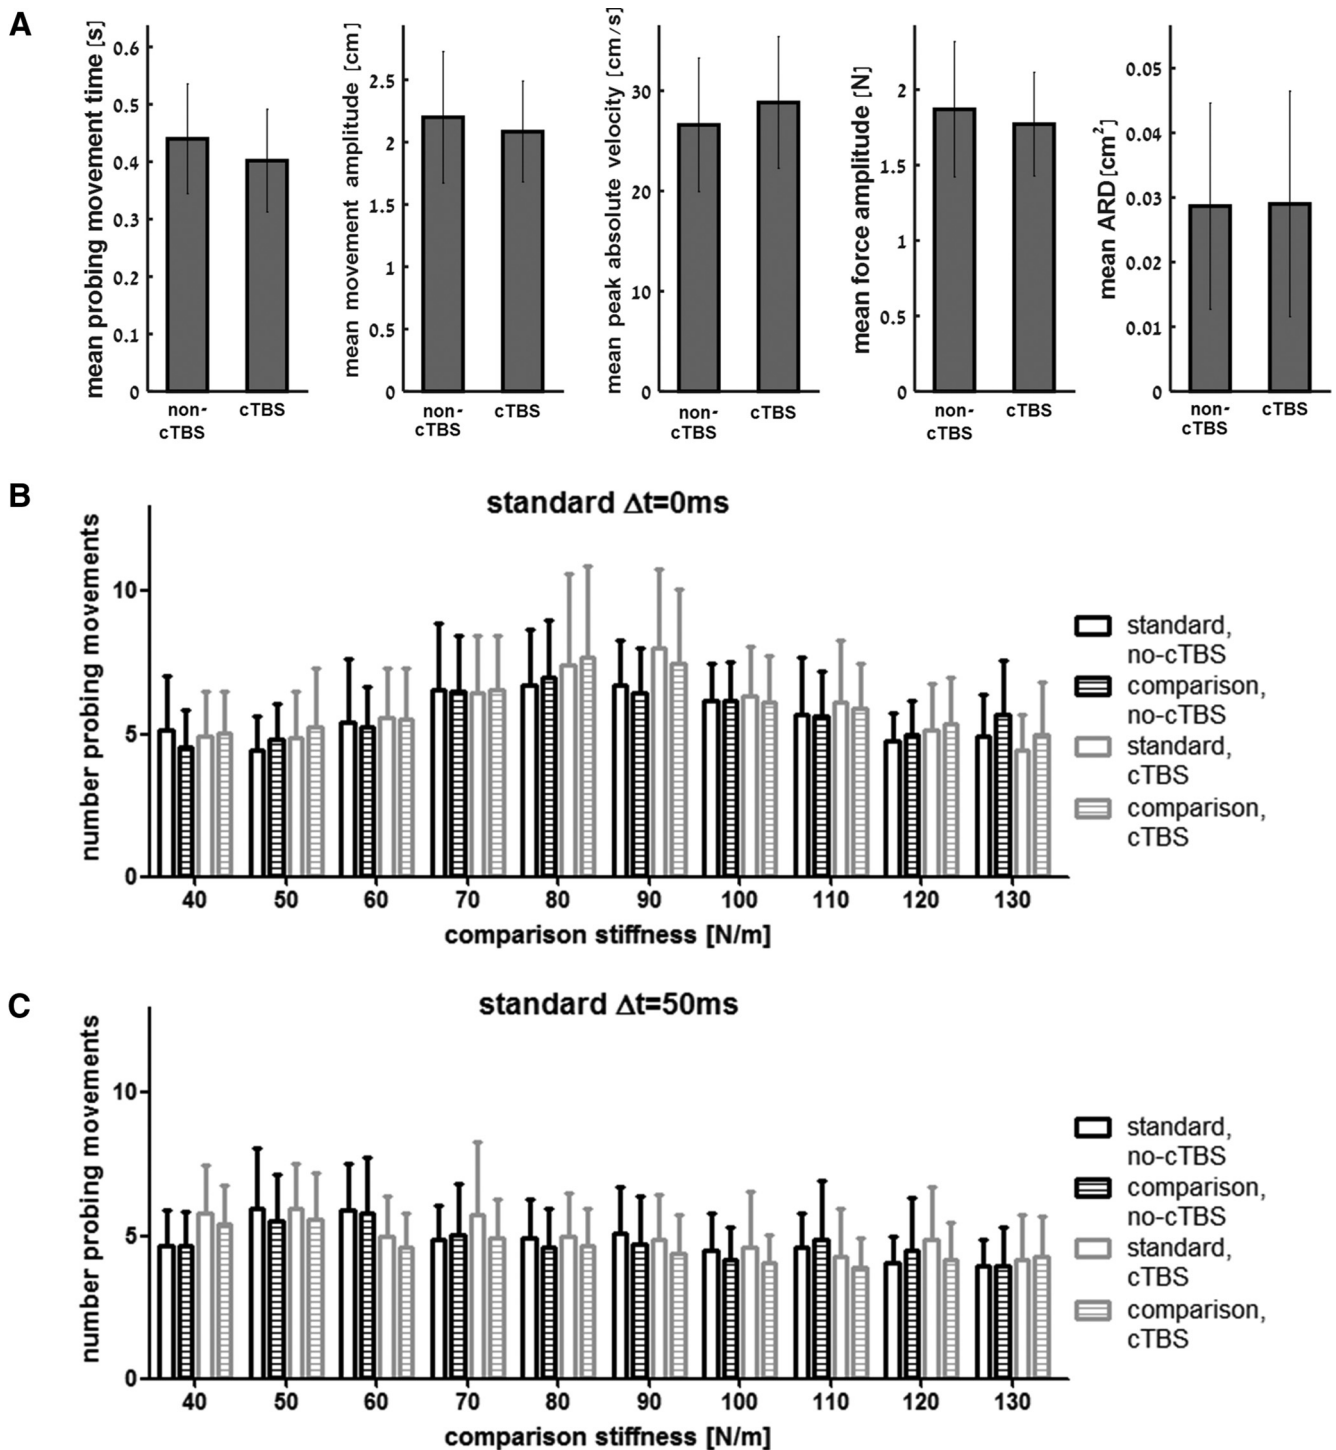 A
mean probing movement time [s]
0.6
0.5
0.4
0.3
0.2
0.1
0
non-
cTBS
cTBS
mean movement amplitude [cm]
2.5
2
1.5
1
0.5
0
non-
cTBS
cTBS
mean peak absolute velocity [cm/s]
30
20
10
0
non-
cTBS
cTBS
mean force amplitude [N]
2
1.5
1
0.5
0
non-
cTBS
cTBS
mean ARD[cm²]
0.05
0.04
0.03
0.02
0.01
0
non-
cTBS
cTBS
B
standard Δt=0ms
number probing movements
10
5
0
40 50 60 70 80 90 100 110 120 130
comparison stiffness [N/m]
standard,
no-cTBS
comparison,
no-cTBS
standard,
cTBS
comparison,
cTBS
C
standard Δt=50ms
number probing movements
10
5
0
40 50 60 70 80 90 100 110 120 130
comparison stiffness [N/m]
standard,
no-cTBS
comparison,
no-cTBS
standard,
cTBS
comparison,
cTBS